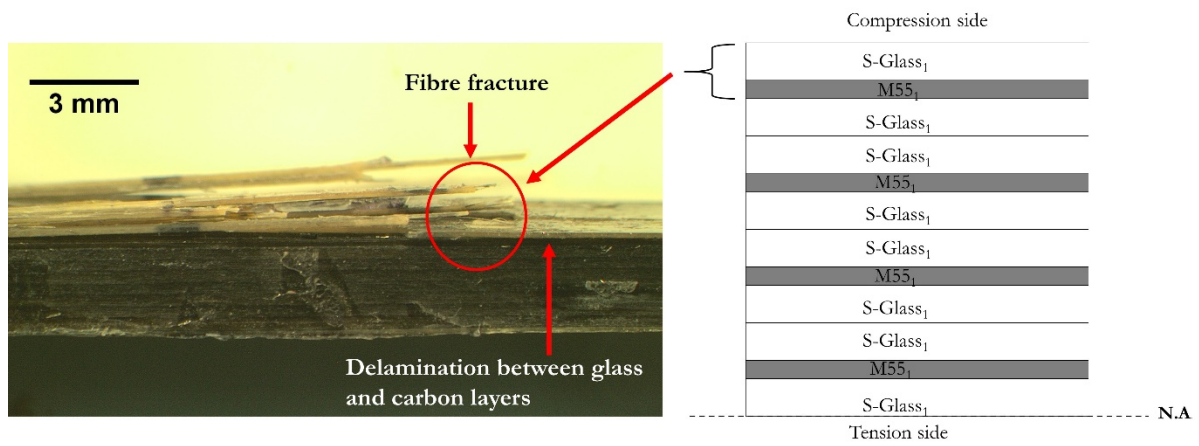 3 mm
Fibre fracture
Delamination between glass
and carbon layers
Compression side
S-Glass1
M551
S-Glass1
S-Glass1
M551
S-Glass1
S-Glass1
M551
S-Glass1
S-Glass1
M551
S-Glass1
N.A
Tension side